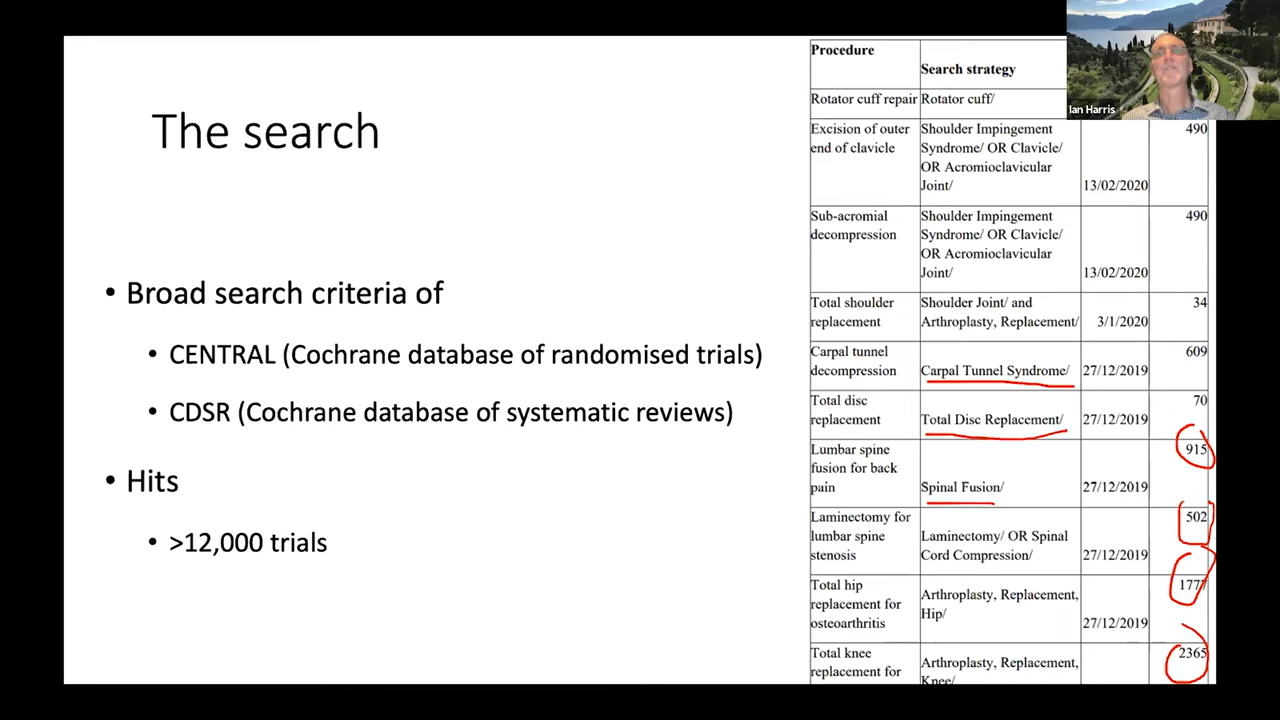 The search
• Broad search criteria of
• CENTRAL (Cochrane database of randomised trials)
• CDSR (Cochrane database of systematic reviews)
• Hits
• >12,000 trials
Procedure
Search strategy
Rotator cuff repair Rotator cuff/
Excision of outer end of clavicle
Shoulder Impingement
Syndrome/ OR Clavicle/
OR Acromioclavicular
Joint/
13/02/2020
490
Sub-acromial
decompression
Shoulder Impingement
Syndrome/ OR Clavicle/
OR Acromioclavicular
Joint/
13/02/2020
490
Total shoulder
replacement
Shoulder Joint/ and
Arthroplasty, Replacement/
3/1/2020
34
Carpal tunnel
decompression
Carpal Tunnel Syndrome/
27/12/2019
609
Total disc
replacement
Total Disc Replacement/
27/12/2019
70
Lumbar spine
fusion for back
pain
Spinal Fusion/
27/12/2019
915
Laminectomy for
lumbar spine
stenosis
Laminectomy/ OR Spinal
Cord Compression/
27/12/2019
502
Total hip
replacement for
osteoarthritis
Arthroplasty, Replacement,
Hip/
27/12/2019
1777
Total knee
replacement for
Arthroplasty, Replacement,
Knee/
2365
Ian Harris